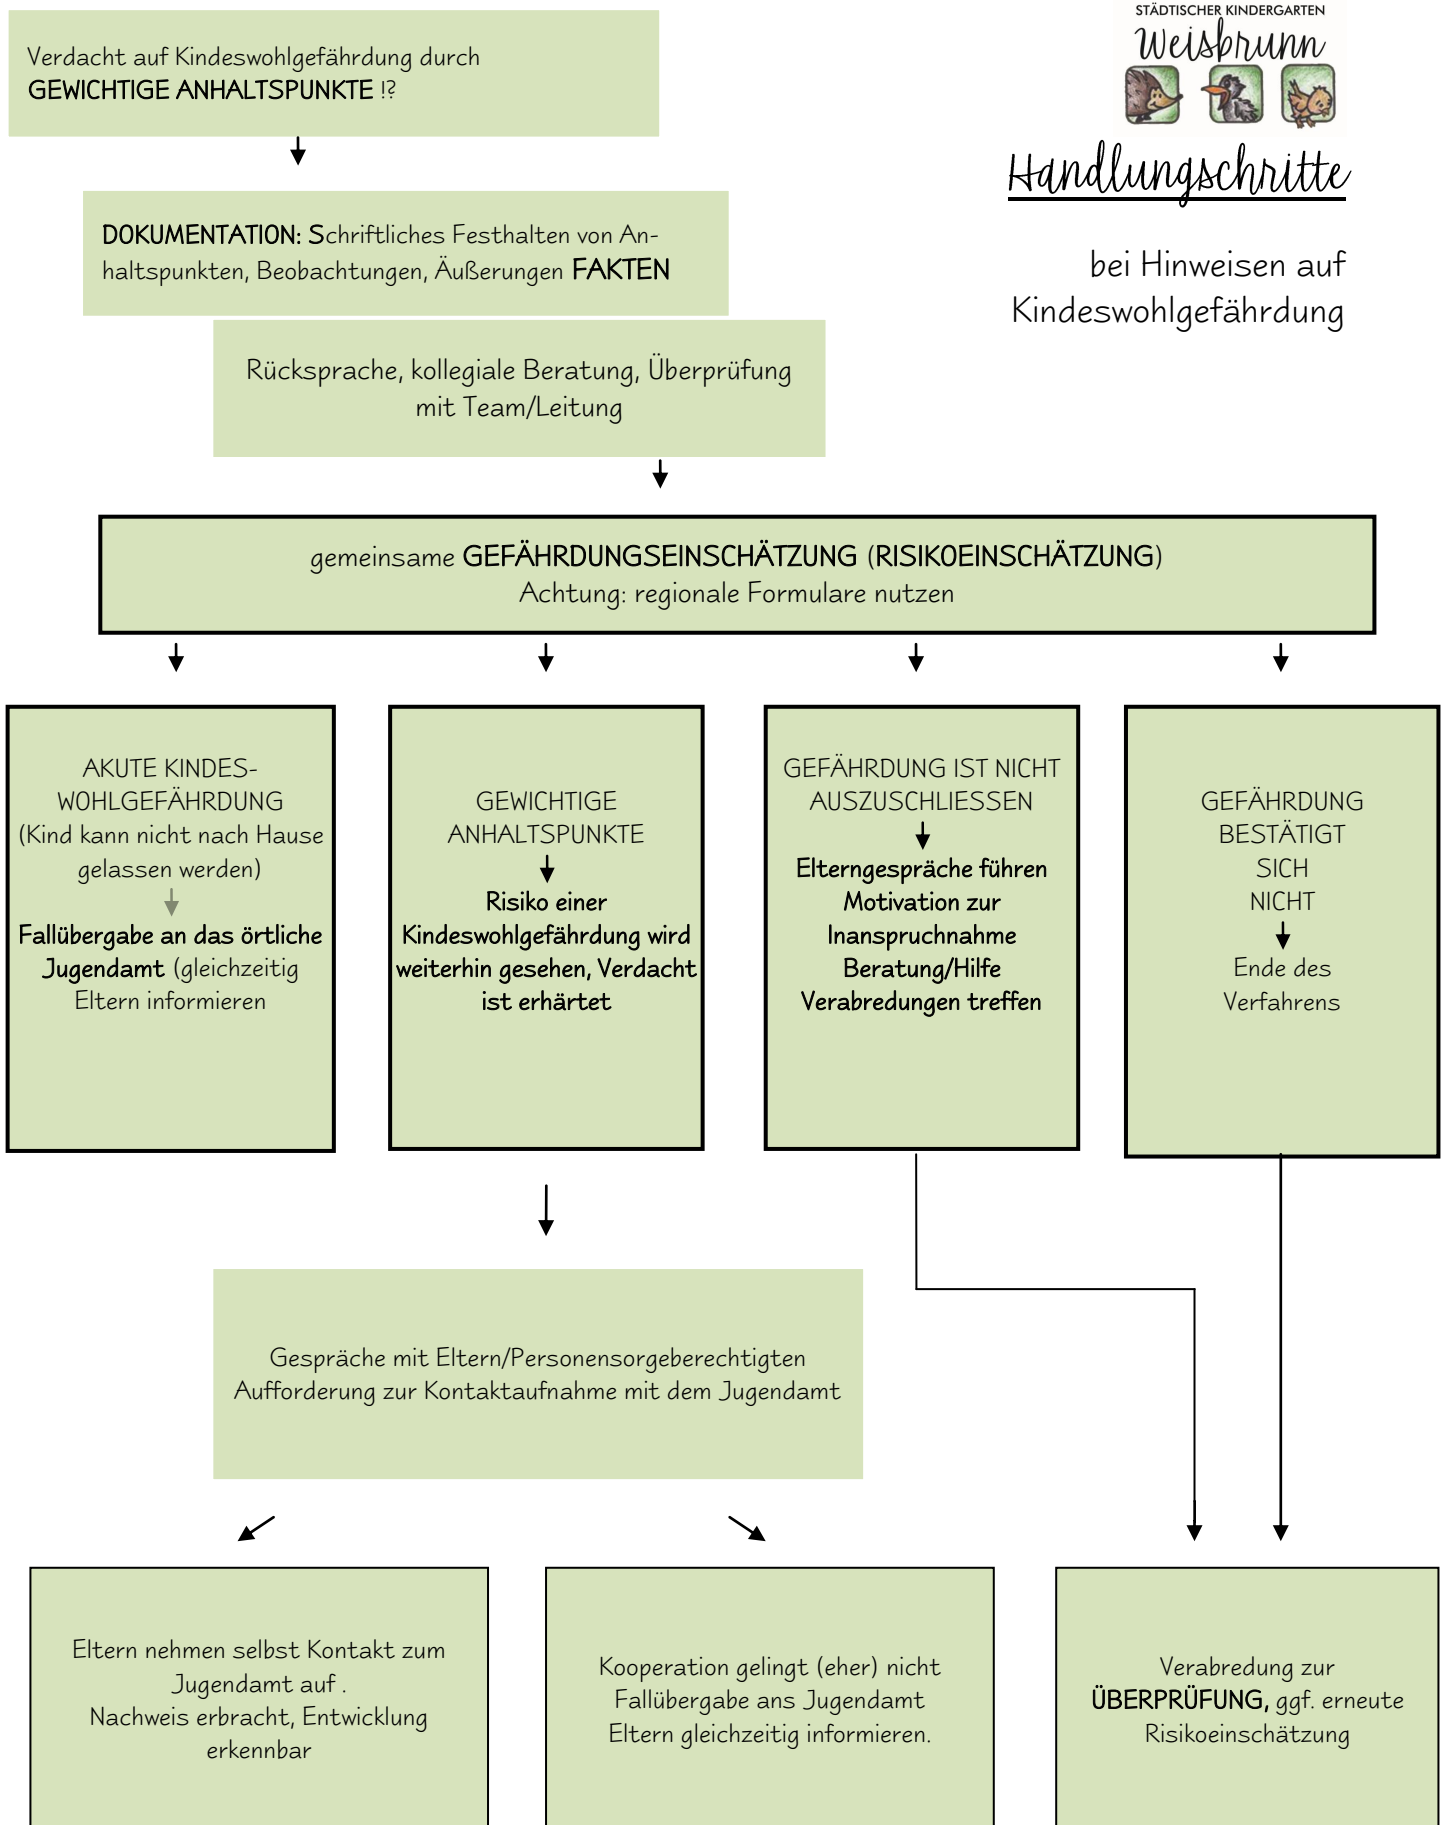 STÄDTISCHER KINDERGARTEN
Weisbrunn
Handlungschritte
bei Hinweisen auf
Kindeswohlgefährdung
Verdacht auf Kindeswohlgefährdung durch
GEWICHTIGE ANHALTSPUNKTE !?
DOKUMENTATION: Schriftliches Festhalten von An-
haltspunkten, Beobachtungen, Äußerungen FAKTEN
Rücksprache, kollegiale Beratung, Überprüfung
mit Team/Leitung
gemeinsame GEFÄHRDUNGSEINSCHÄTZUNG (RISIKOEINSCHÄTZUNG)
Achtung: regionale Formulare nutzen
AKUTE KINDES-
WOHLGEFÄHRDUNG
(Kind kann nicht nach Hause
gelassen werden)
Fallübergabe an das örtliche
Jugendamt (gleichzeitig
Eltern informieren
GEWICHTIGE
ANHALTSPUNKTE
Risiko einer
Kindeswohlgefährdung wird
weiterhin gesehen, Verdacht
ist erhärtet
GEFÄHRDUNG IST NICHT
AUSZUSCHLIESSEN
Elterngespräche führen
Motivation zur
Inanspruchnahme
Beratung/Hilfe
Verabredungen treffen
GEFÄHRDUNG
BESTÄTIGT
SICH
NICHT
Ende des
Verfahrens
Gespräche mit Eltern/Personensorgeberechtigten
Aufforderung zur Kontaktaufnahme mit dem Jugendamt
Eltern nehmen selbst Kontakt zum
Jugendamt auf .
Nachweis erbracht, Entwicklung
erkennbar
Kooperation gelingt (eher) nicht
Fallübergabe ans Jugendamt
Eltern gleichzeitig informieren.
Verabredung zur
ÜBERPRÜFUNG, ggf. erneute
Risikoeinschätzung